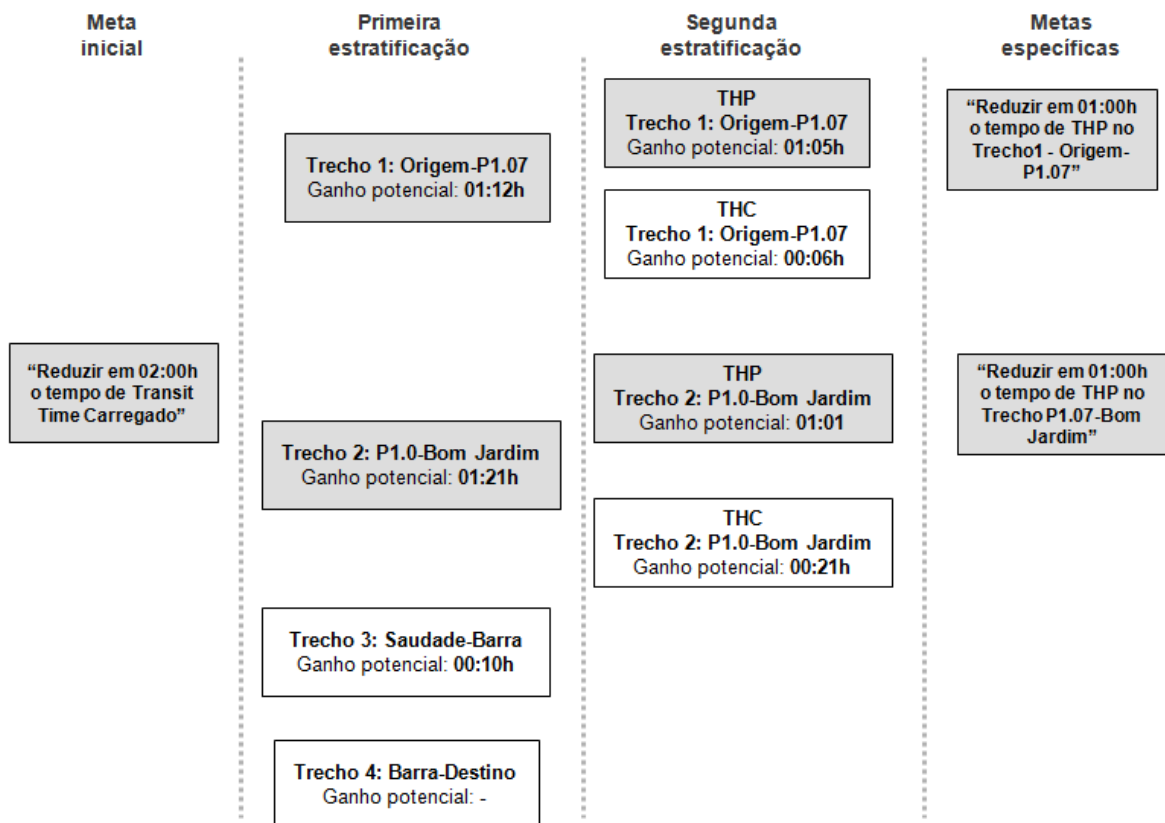 Meta
inicial
Primeira
estratificação
Segunda
estratificação
Metas
específicas
“Reduzir em 02:00h
o tempo de Transit
Time Carregado”
Trecho 1: Origem-P1.07
Ganho potencial: 01:12h
Trecho 2: P1.0-Bom Jardim
Ganho potencial: 01:21h
Trecho 3: Saudade-Barra
Ganho potencial: 00:10h
Trecho 4: Barra-Destino
Ganho potencial: -
THP
Trecho 1: Origem-P1.07
Ganho potencial: 01:05h
THC
Trecho 1: Origem-P1.07
Ganho potencial: 00:06h
THP
Trecho 2: P1.0-Bom Jardim
Ganho potencial: 01:01
THC
Trecho 2: P1.0-Bom Jardim
Ganho potencial: 00:21h
“Reduzir em 01:00h
o tempo de THP no
Trecho1 - Origem-
P1.07”
“Reduzir em 01:00h
o tempo de THP no
Trecho P1.07-Bom
Jardim”